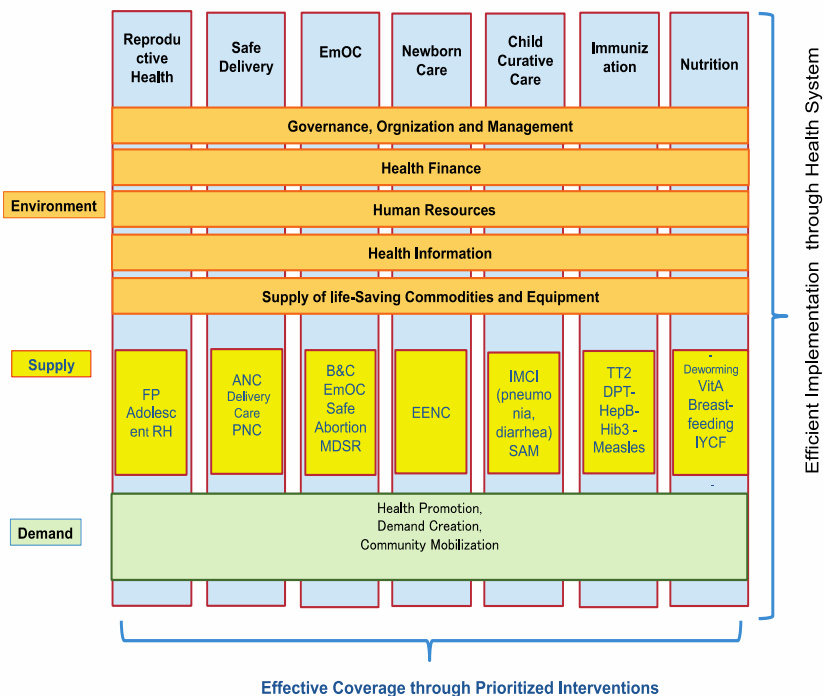 Reprodu
ctive
Health
Safe
Delivery
EmOC
Newborn
Care
Child
Curative
Care
Immuniz
ation
Nutrition
Governance, Orgnization and Management
Health Finance
Environment
Human Resources
Health Information
Supply of life-Saving Commodities and Equipment
Supply
FP
Adolesc
ent RH
ANC
Delivery
Care
PNC
B&C
EmOC
Safe
Abortion
MDSR
EENC
IMCI
(pneumo
nia,
diarrhea)
SAM
TT2
DPT-
HepB-
Hib3 -
Measles
-
Deworming
VitA
Breast-
feeding
IYCF
-
-
Demand
Health Promotion,
Demand Creation,
Community Mobilization
Effective Coverage through Prioritized Interventions
Efficient Implementation through Health System